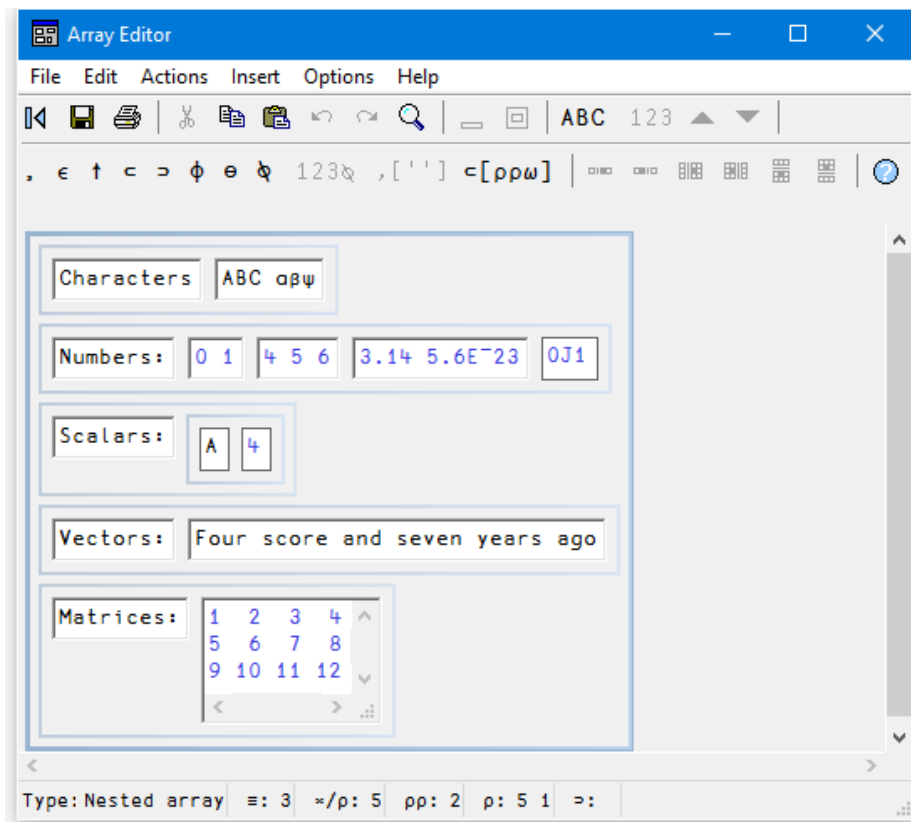 Array Editor
File Edit Actions Insert Options Help
ABC 123
, ϵ ↑ ⊂ ⊃ ⌽ ⊖ ⍉ 123⍉ ,[''] ⊂[⍴⍴⍵]
Characters ABC αβψ
Numbers: 0 1 4 5 6 3.14 5.6E¯23 0J1
Scalars: A 4
Vectors: Four score and seven years ago
Matrices: 1 2 3 4
5 6 7 8
9 10 11 12
Type: Nested array ≡: 3 ×/⍴: 5 ⍴⍴: 2 ⍴: 5 1 ⊃: